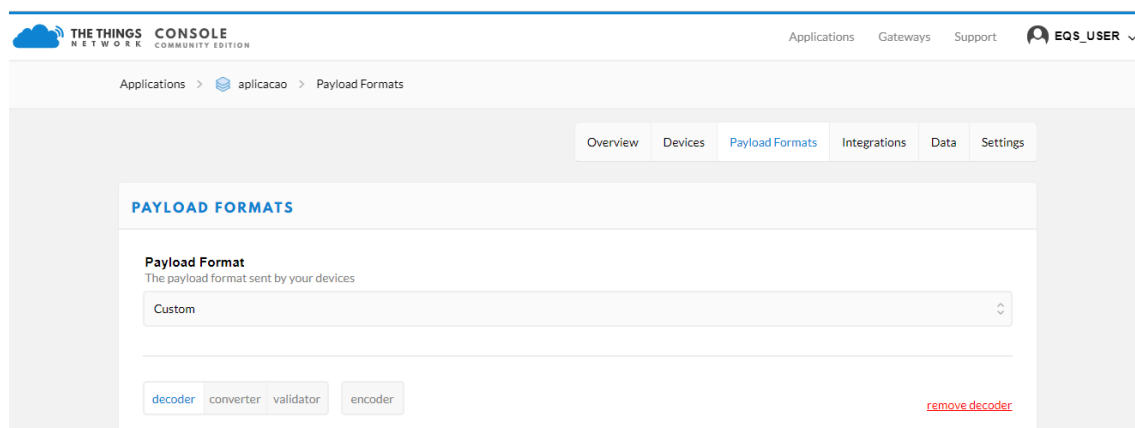 THE THINGS CONSOLE
NETWORK COMMUNITY EDITION
Applications Gateways Support EQS_USER
Applications > aplicacao > Payload Formats
Overview Devices Payload Formats Integrations Data Settings
PAYLOAD FORMATS
Payload Format
The payload format sent by your devices
Custom
decoder converter validator encoder
remove decoder